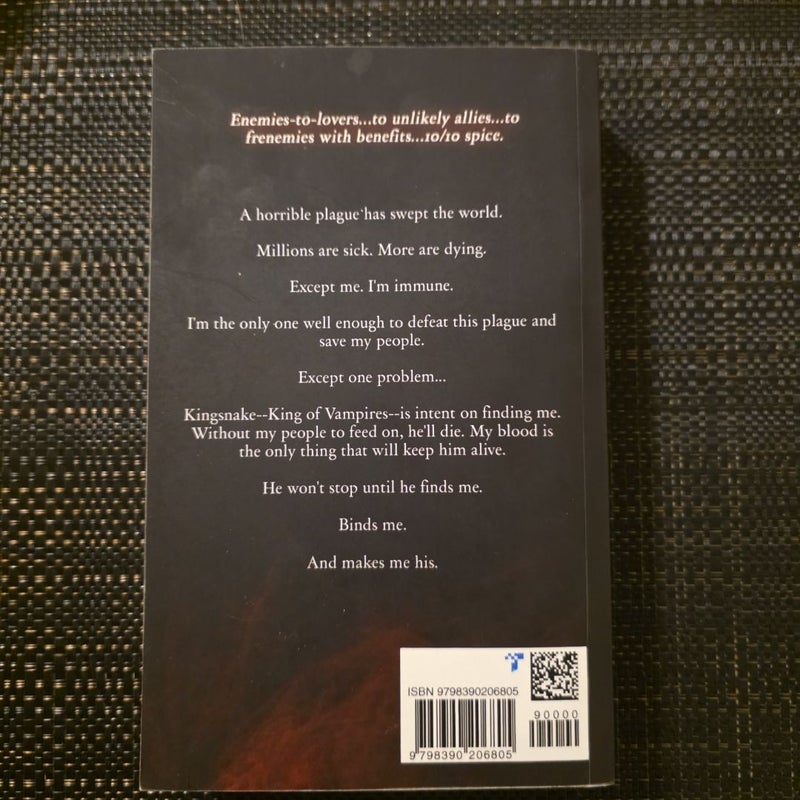 Enemies-to-lovers...to unlikely allies...to
frenemies with benefits...10/10 spice.
A horrible plague has swept the world.
Millions are sick. More are dying.
Except me. I'm immune.
I'm the only one well enough to defeat this plague and
save my people.
Except one problem...
Kingsnake--King of Vampires--is intent on finding me.
Without my people to feed on, he'll die. My blood is
the only thing that will keep him alive.
He won't stop until he finds me.
Binds me.
And makes me his.
ISBN 9798390206805
90000
9 798390 206805